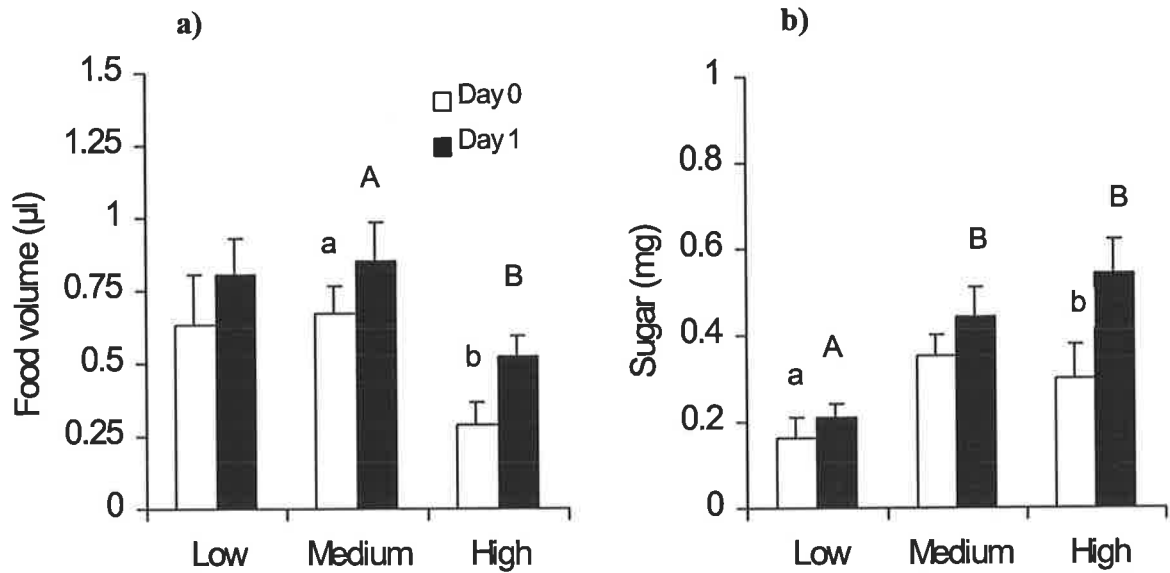 a)
Food volume (µl)
1.5
1.25
1
0.75
0.5
0.25
0
Day 0
Day 1
a
A
b
B
Low
Medium
High
b)
Sugar (mg)
1
0.8
0.6
0.4
0.2
0
a
A
B
b
B
Low
Medium
High